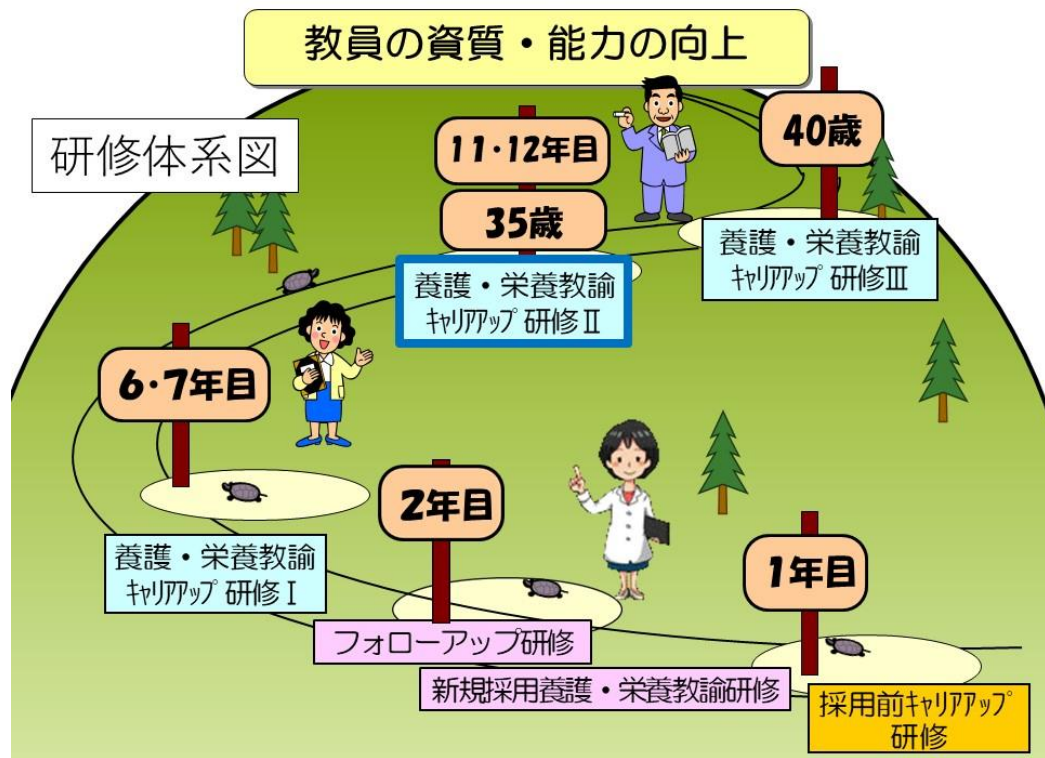 教員の資質・能力の向上
研修体系図
40歳
11・12年目
35歳
養護・栄養教諭
ｷｬﾘｱｱｯﾌﾟ 研修Ⅲ
養護・栄養教諭
ｷｬﾘｱｱｯﾌﾟ 研修Ⅱ
6・7年目
2年目
1年目
養護・栄養教諭
ｷｬﾘｱｱｯﾌﾟ 研修Ⅰ
フォローアップ研修
新規採用養護・栄養教諭研修
採用前ｷｬﾘｱｱｯﾌﾟ
研修